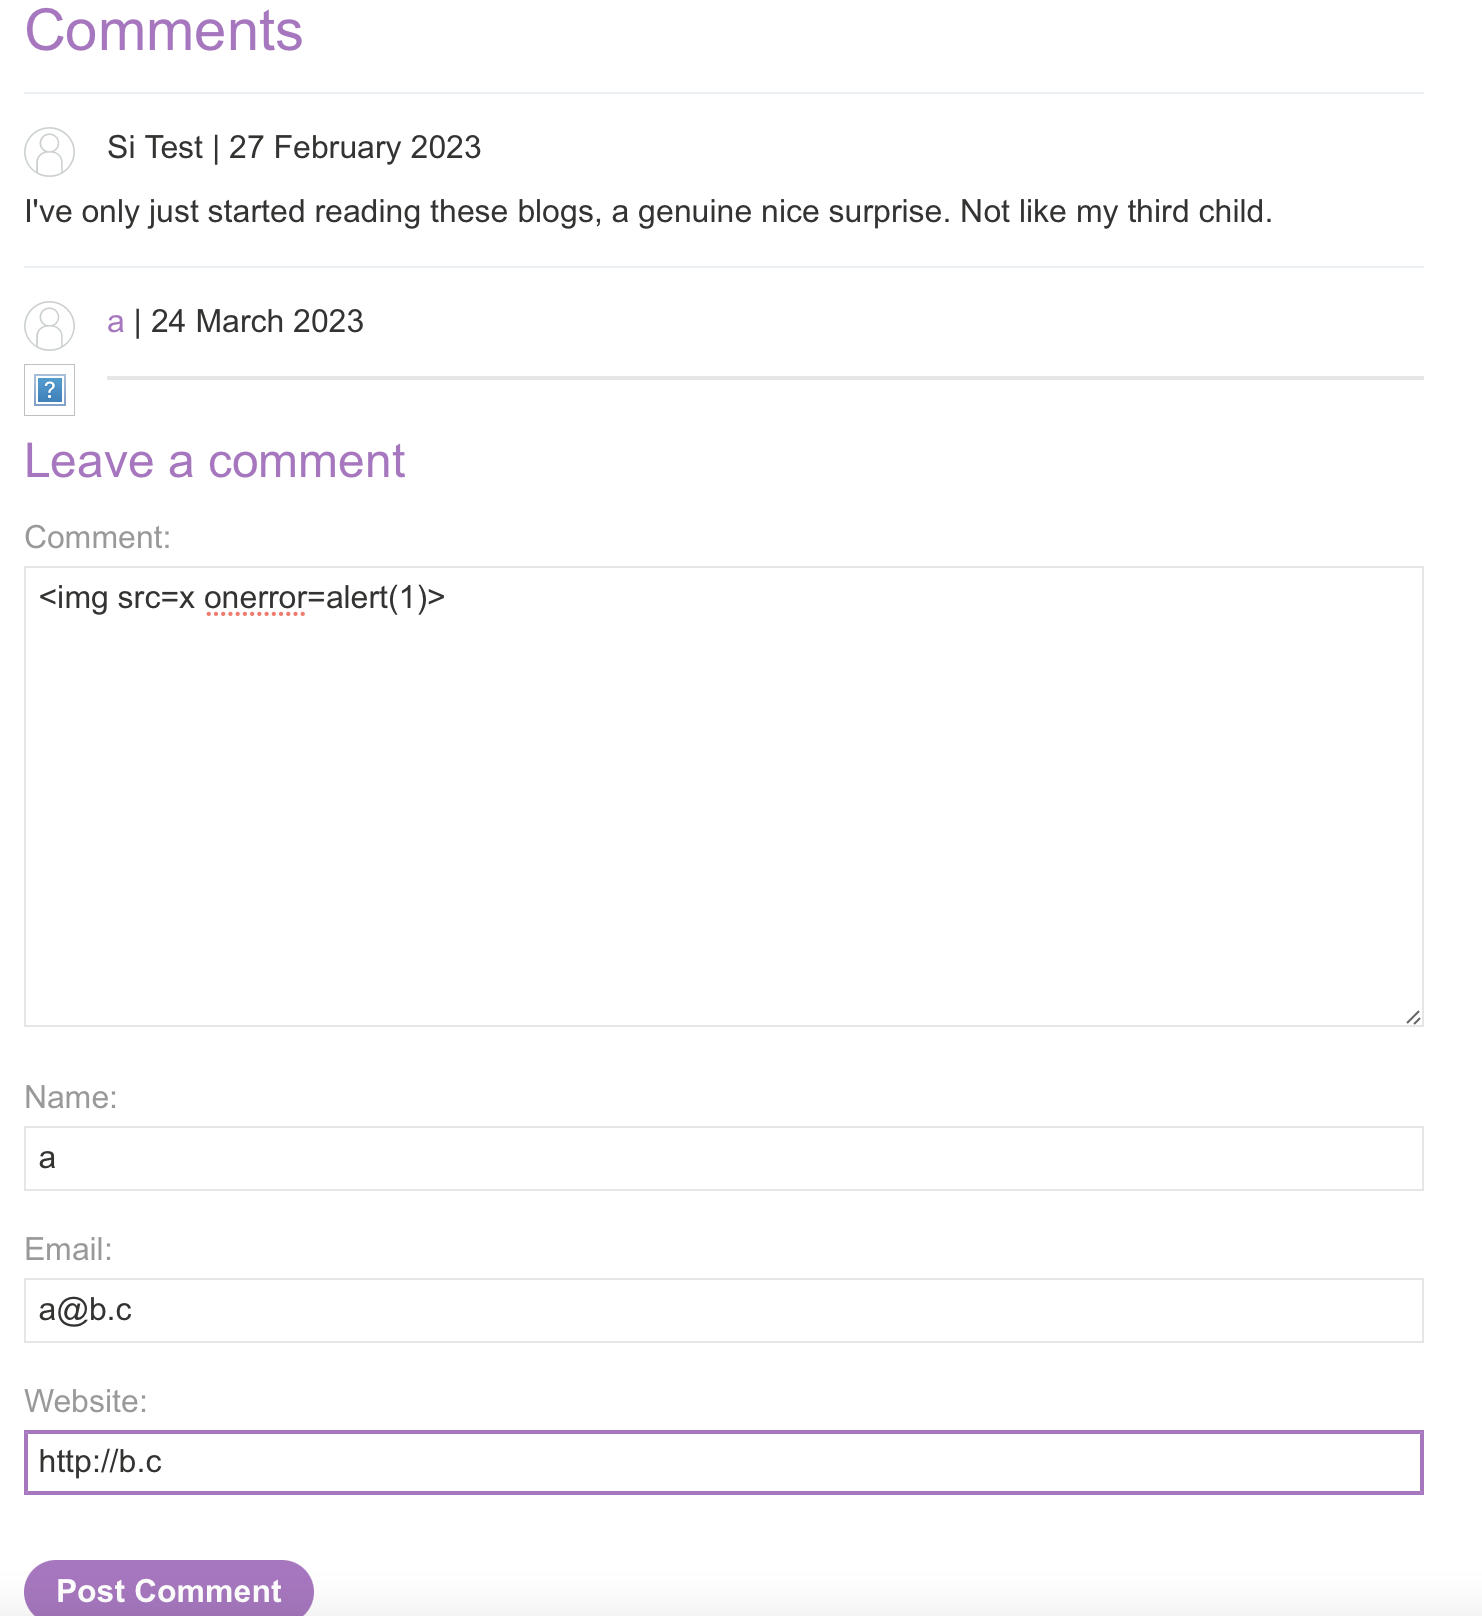 Comments
Si Test | 27 February 2023
I've only just started reading these blogs, a genuine nice surprise. Not like my third child.
a | 24 March 2023
?
Leave a comment
Comment:
<img src=x onerror=alert(1)>
Name:
a
Email:
a@b.c
Website:
http://b.c
Post Comment